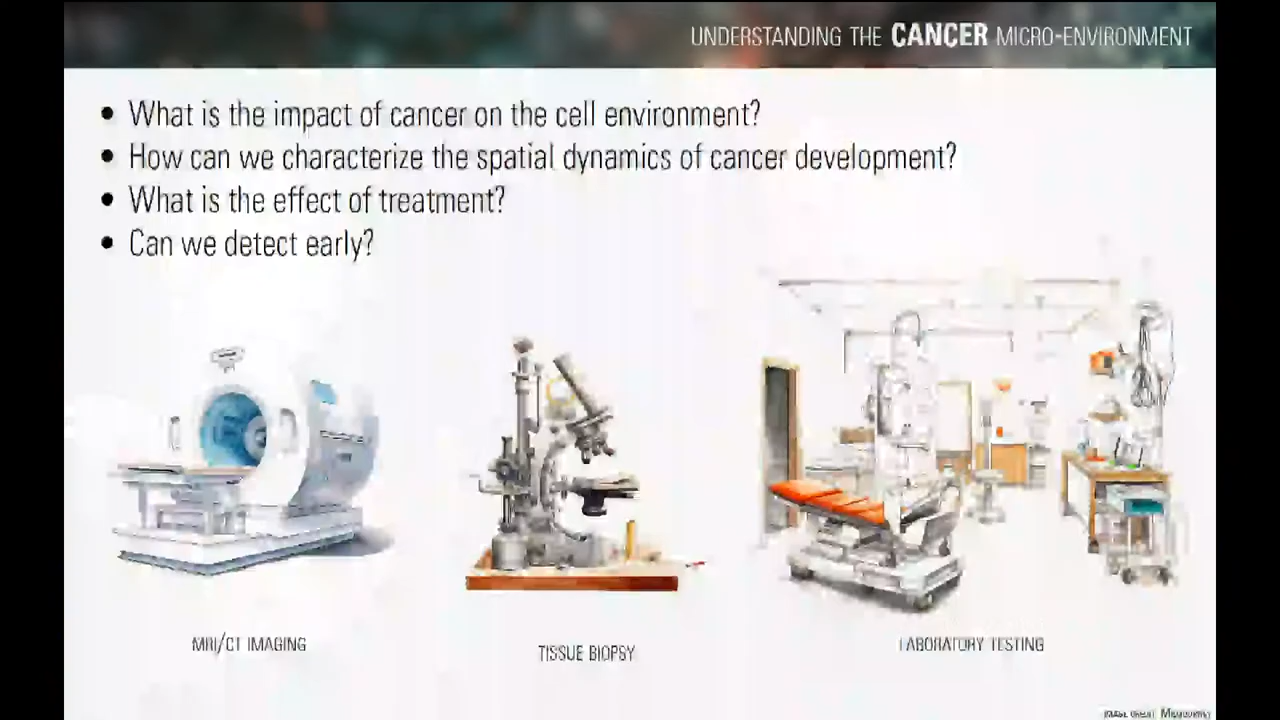 UNDERSTANDING THE CANCER MICRO-ENVIRONMENT
• What is the impact of cancer on the cell environment?
• How can we characterize the spatial dynamics of cancer development?
• What is the effect of treatment?
• Can we detect early?
MRI/CT IMAGING
TISSUE BIOPSY
LABORATORY TESTING
IMAGE CREDIT: